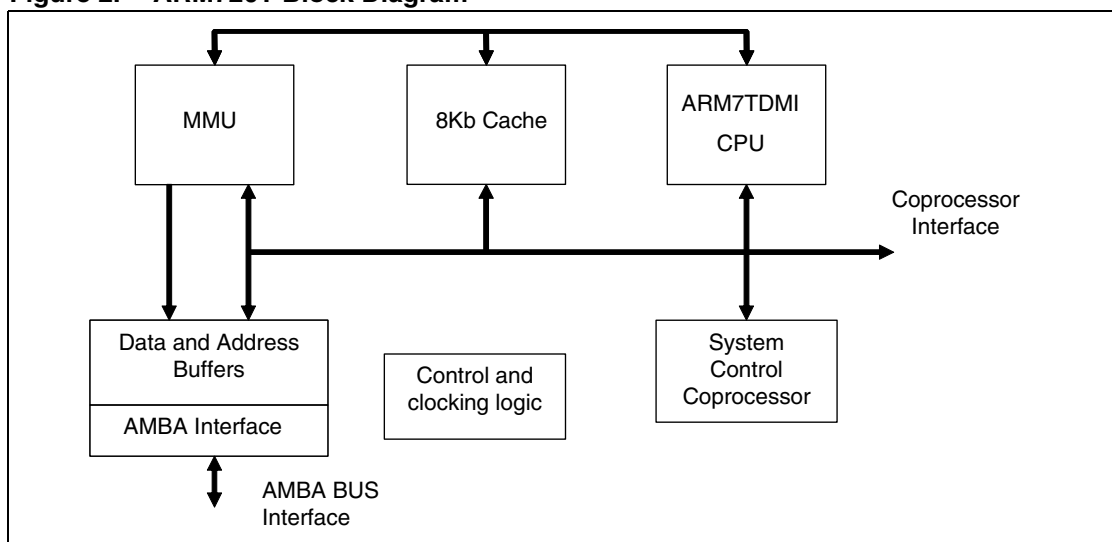 MMU
8Kb Cache
ARM7TDMI
CPU
Coprocessor
Interface
Data and Address
Buffers
AMBA Interface
Control and
clocking logic
System
Control
Coprocessor
AMBA BUS
Interface